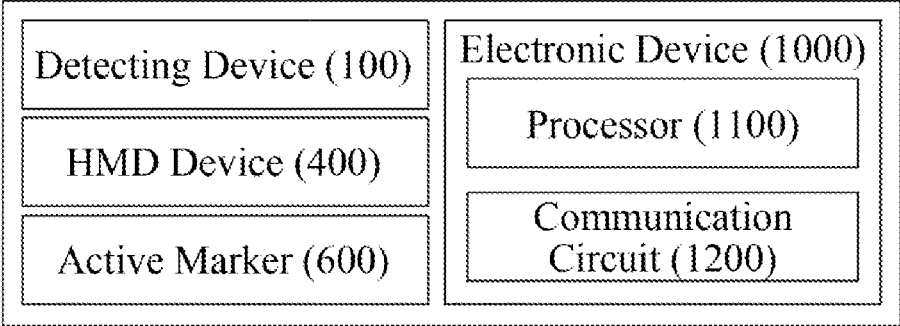 Detecting Device (100)
HMD Device (400)
Active Marker (600)
Electronic Device (1000)
Processor (1100)
Communication
Circuit (1200)